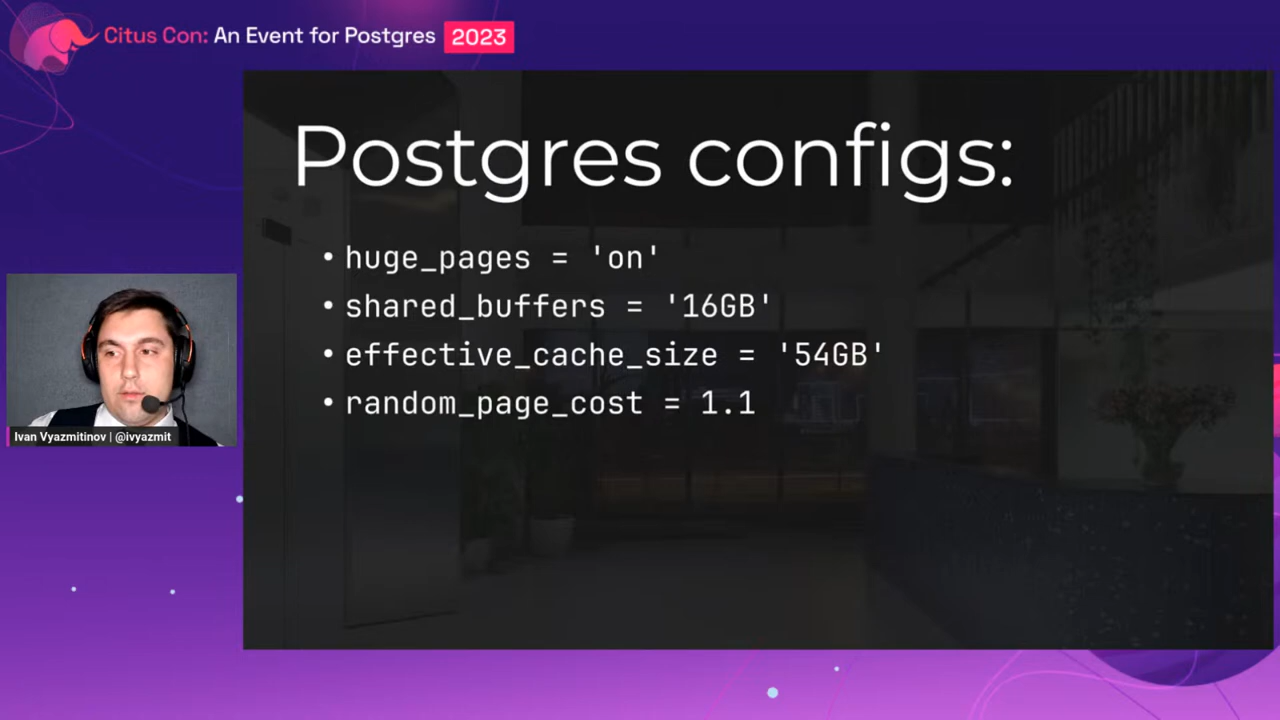 Citus Con: An Event for Postgres 2023
Postgres configs:
• huge_pages = 'on'
• shared_buffers = '16GB'
• effective_cache_size = '54GB'
• random_page_cost = 1.1
Ivan Vyazmitinov | @ivyazmit